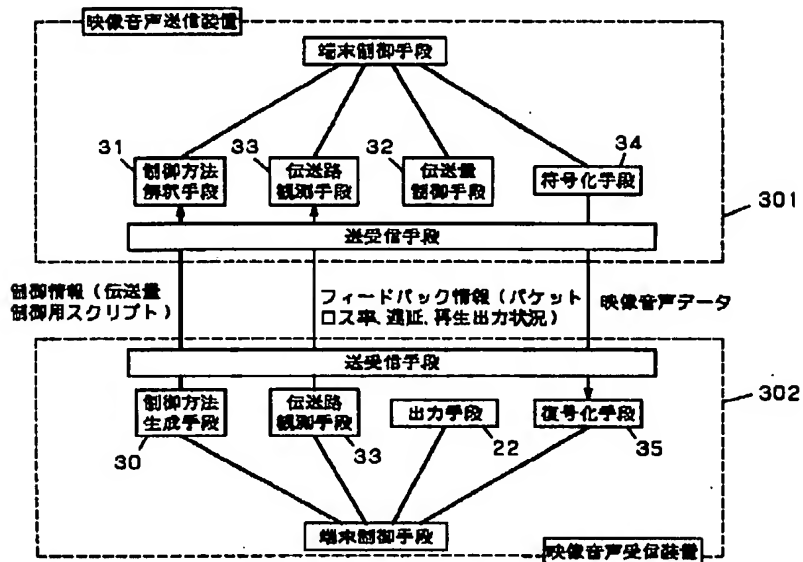 映像音声送信装置
端末制御手段
31
33
32
34
制御方法
解釈手段
伝送路
観測手段
伝送量
制御手段
符号化手段
301
送受信手段
制御情報(伝送量
制御用スクリプト)
フィードバック情報(パケット
ロス率、遅延、再生出力状況)
映像音声データ
送受信手段
302
制御方法
生成手段
伝送路
観測手段
出力手段
復号化手段
30
33
22
35
端末制御手段
映像音声受信装置